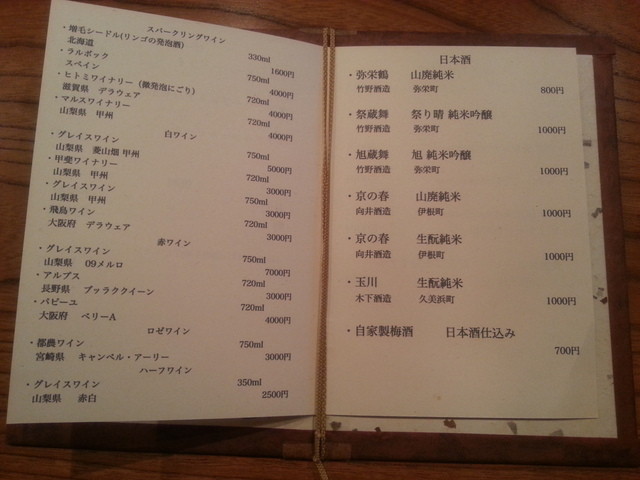 スパークリングワイン
・増毛シードル(リンゴの発泡酒)
北海道 330ml
1600円
・ラルボック
スペイン 750ml
4000円
・ヒトミワイナリー（微発泡にごり）
滋賀県 デラウェア 720ml
4000円
・マルスワイナリー
山梨県 甲州 720ml
4000円
白ワイン
・グレイスワイン
山梨県 菱山畑 甲州 750ml
5000円
・甲斐ワイナリー
山梨県 甲州 720ml
3000円
・グレイスワイン
山梨県 甲州 750ml
3000円
・飛鳥ワイン
大阪府 デラウェア 720ml
3000円
赤ワイン
・グレイスワイン
山梨県 09メルロ 750ml
7000円
・アルプス
長野県 ブラッククイーン 720ml
3000円
・パピーユ
大阪府 ベリーA 720ml
4000円
ロゼワイン
・都農ワイン 750ml
宮崎県 キャンベル・アーリー 3000円
ハーフワイン
・グレイスワイン 350ml
山梨県 赤白 2500円
日本酒
・弥栄鶴 山廃純米
竹野酒造 弥栄町 800円
・祭蔵舞 祭り晴 純米吟醸
竹野酒造 弥栄町 1000円
・旭蔵舞 旭 純米吟醸
竹野酒造 弥栄町 1000円
・京の春 山廃純米
向井酒造 伊根町 1000円
・京の春 生酛純米
向井酒造 伊根町 1000円
・玉川 生酛純米
木下酒造 久美浜町 1000円
・自家製梅酒 日本酒仕込み
700円